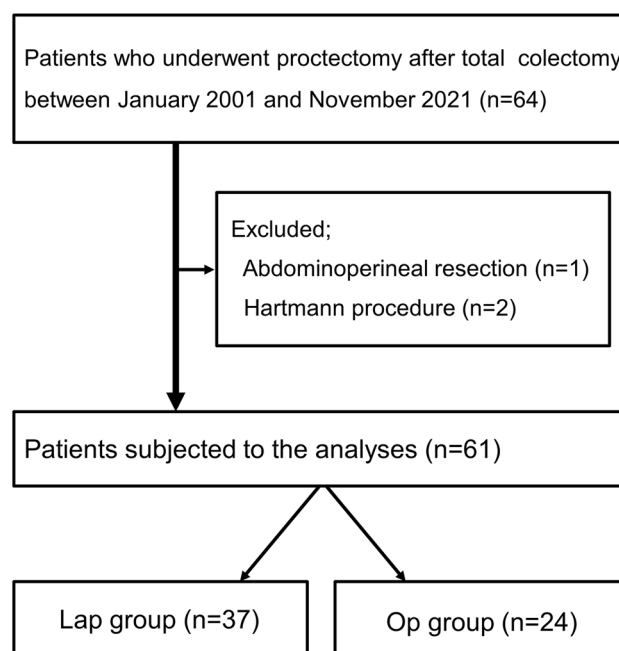 Patients who underwent proctectomy after total colectomy
between January 2001 and November 2021 (n=64)
Excluded;
Abdominoperineal resection (n=1)
Hartmann procedure (n=2)
Patients subjected to the analyses (n=61)
Lap group (n=37)
Op group (n=24)